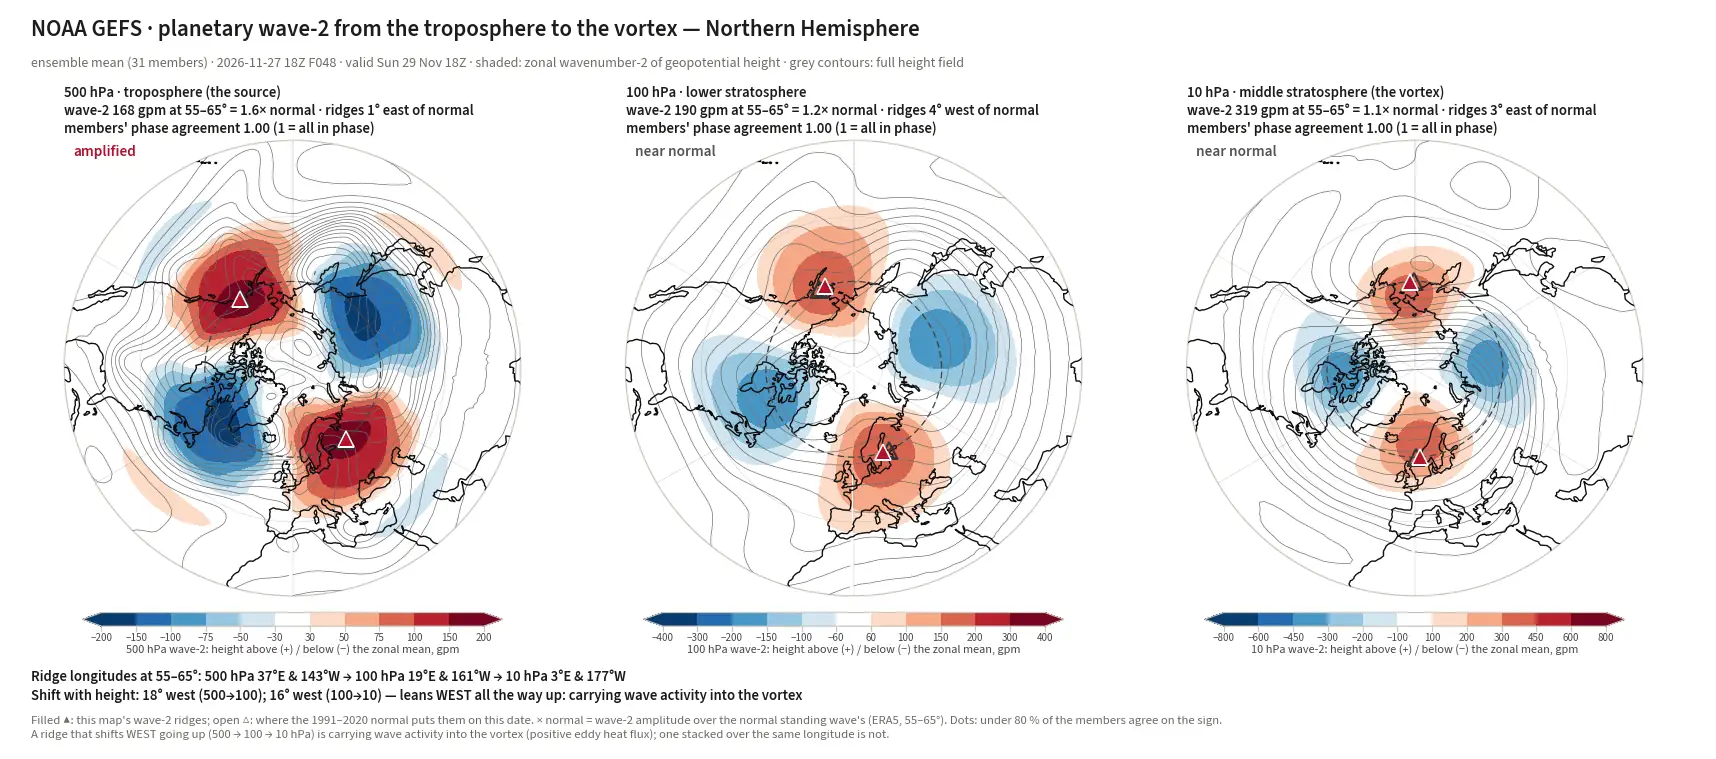 NOAA GEFS · planetary wave-2 from the troposphere to the vortex — Northern Hemisphere
ensemble mean (31 members) · 2026-11-27 18Z F048 · valid Sun 29 Nov 18Z · shaded: zonal wavenumber-2 of geopotential height · grey contours: full height field
500 hPa · troposphere (the source)
wave-2 168 gpm at 55–65° = 1.6× normal · ridges 1° east of normal
members' phase agreement 1.00 (1 = all in phase)
amplified
100 hPa · lower stratosphere
wave-2 190 gpm at 55–65° = 1.2× normal · ridges 4° west of normal
members' phase agreement 1.00 (1 = all in phase)
near normal
10 hPa · middle stratosphere (the vortex)
wave-2 319 gpm at 55–65° = 1.1× normal · ridges 3° east of normal
members' phase agreement 1.00 (1 = all in phase)
near normal
−200 −150 −100 −75 −50 −30 30 50 75 100 150 200
500 hPa wave-2: height above (+) / below (−) the zonal mean, gpm
−400 −300 −200 −150 −100 −60 60 100 150 200 300 400
100 hPa wave-2: height above (+) / below (−) the zonal mean, gpm
−800 −600 −450 −300 −200 −100 100 200 300 450 600 800
10 hPa wave-2: height above (+) / below (−) the zonal mean, gpm
Ridge longitudes at 55–65°: 500 hPa 37°E & 143°W → 100 hPa 19°E & 161°W → 10 hPa 3°E & 177°W
Shift with height: 18° west (500→100); 16° west (100→10) — leans WEST all the way up: carrying wave activity into the vortex
Filled ▲: this map's wave-2 ridges; open △: where the 1991–2020 normal puts them on this date. × normal = wave-2 amplitude over the normal standing wave's (ERA5, 55–65°). Dots: under 80 % of the members agree on the sign.
A ridge that shifts WEST going up (500 → 100 → 10 hPa) is carrying wave activity into the vortex (positive eddy heat flux); one stacked over the same longitude is not.